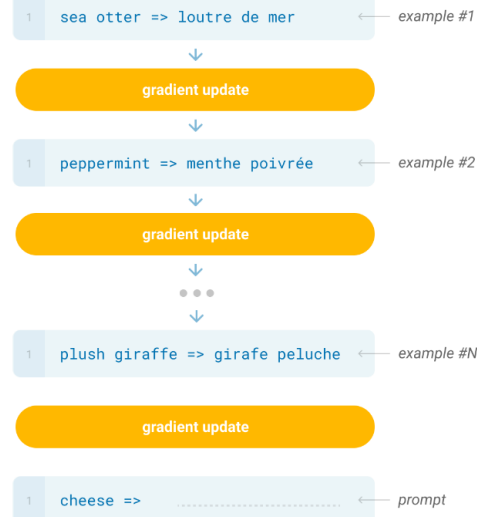 1 sea otter => loutre de mer example #1
gradient update
1 peppermint => menthe poivrée example #2
gradient update
1 plush giraffe => girafe peluche example #N
gradient update
1 cheese => prompt